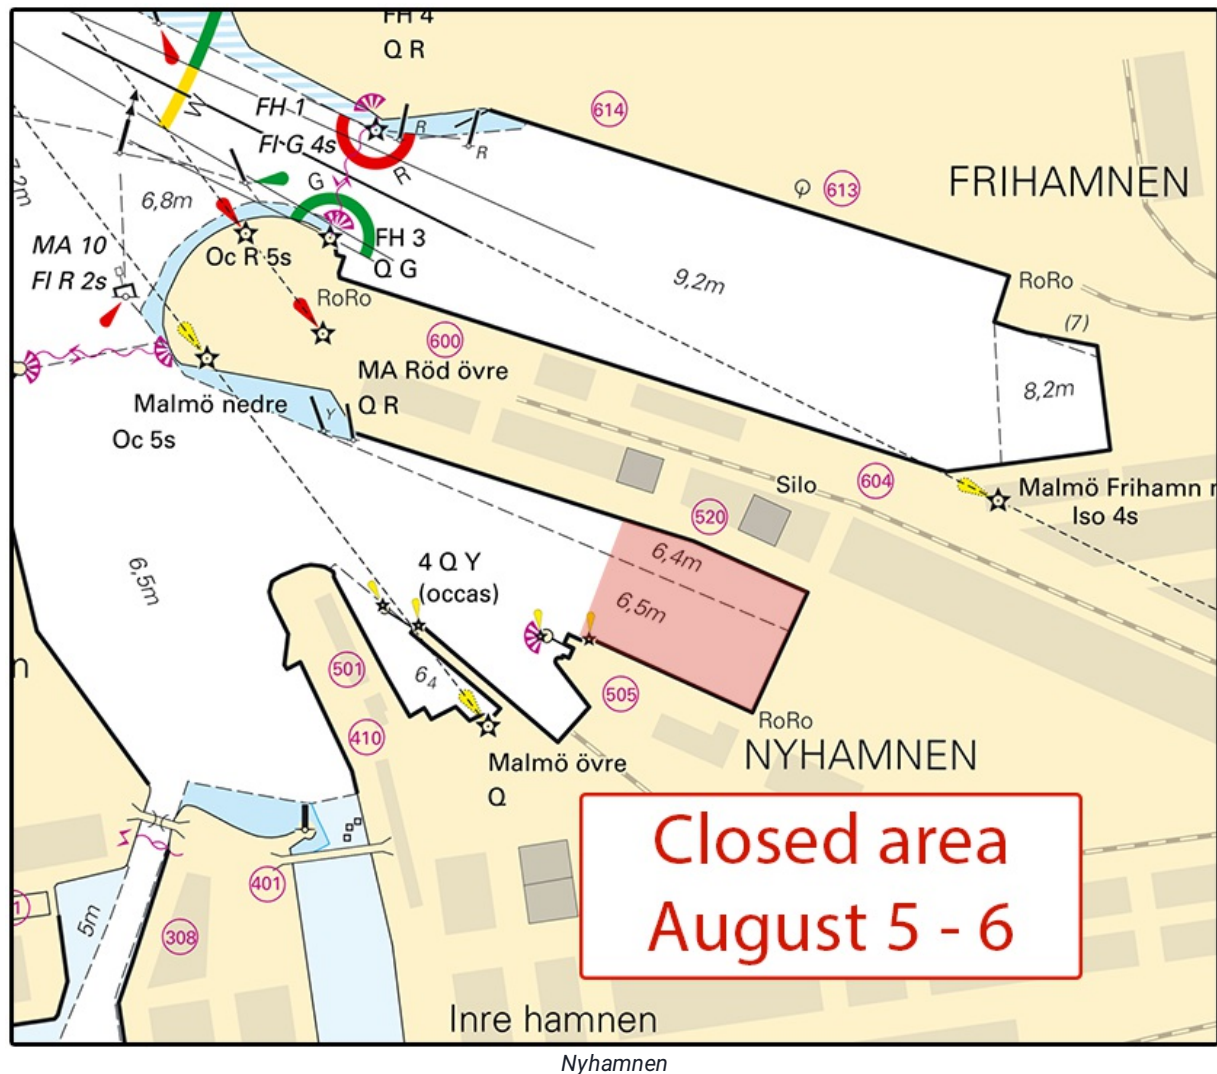 FH 4
Q R
614
FH 1
R
Fl G 4s
R
R
613
FRIHAMNEN
G
6,8m
7,2m
FH 3
MA 10
Oc R 5s
Q G
Fl R 2s
RoRo
9,2m
RoRo
(7)
600
MA Röd övre
8,2m
Malmö nedre
Y
Q R
Oc 5s
Silo
604
Malmö Frihamn n
Iso 4s
520
6,4m
4 Q Y
(occas)
6,5m
6,5m
n
501
64
505
RoRo
410
NYHAMNEN
Malmö övre
Q
Closed area
August 5 - 6
401
1
5m
308
Inre hamnen
Nyhamnen